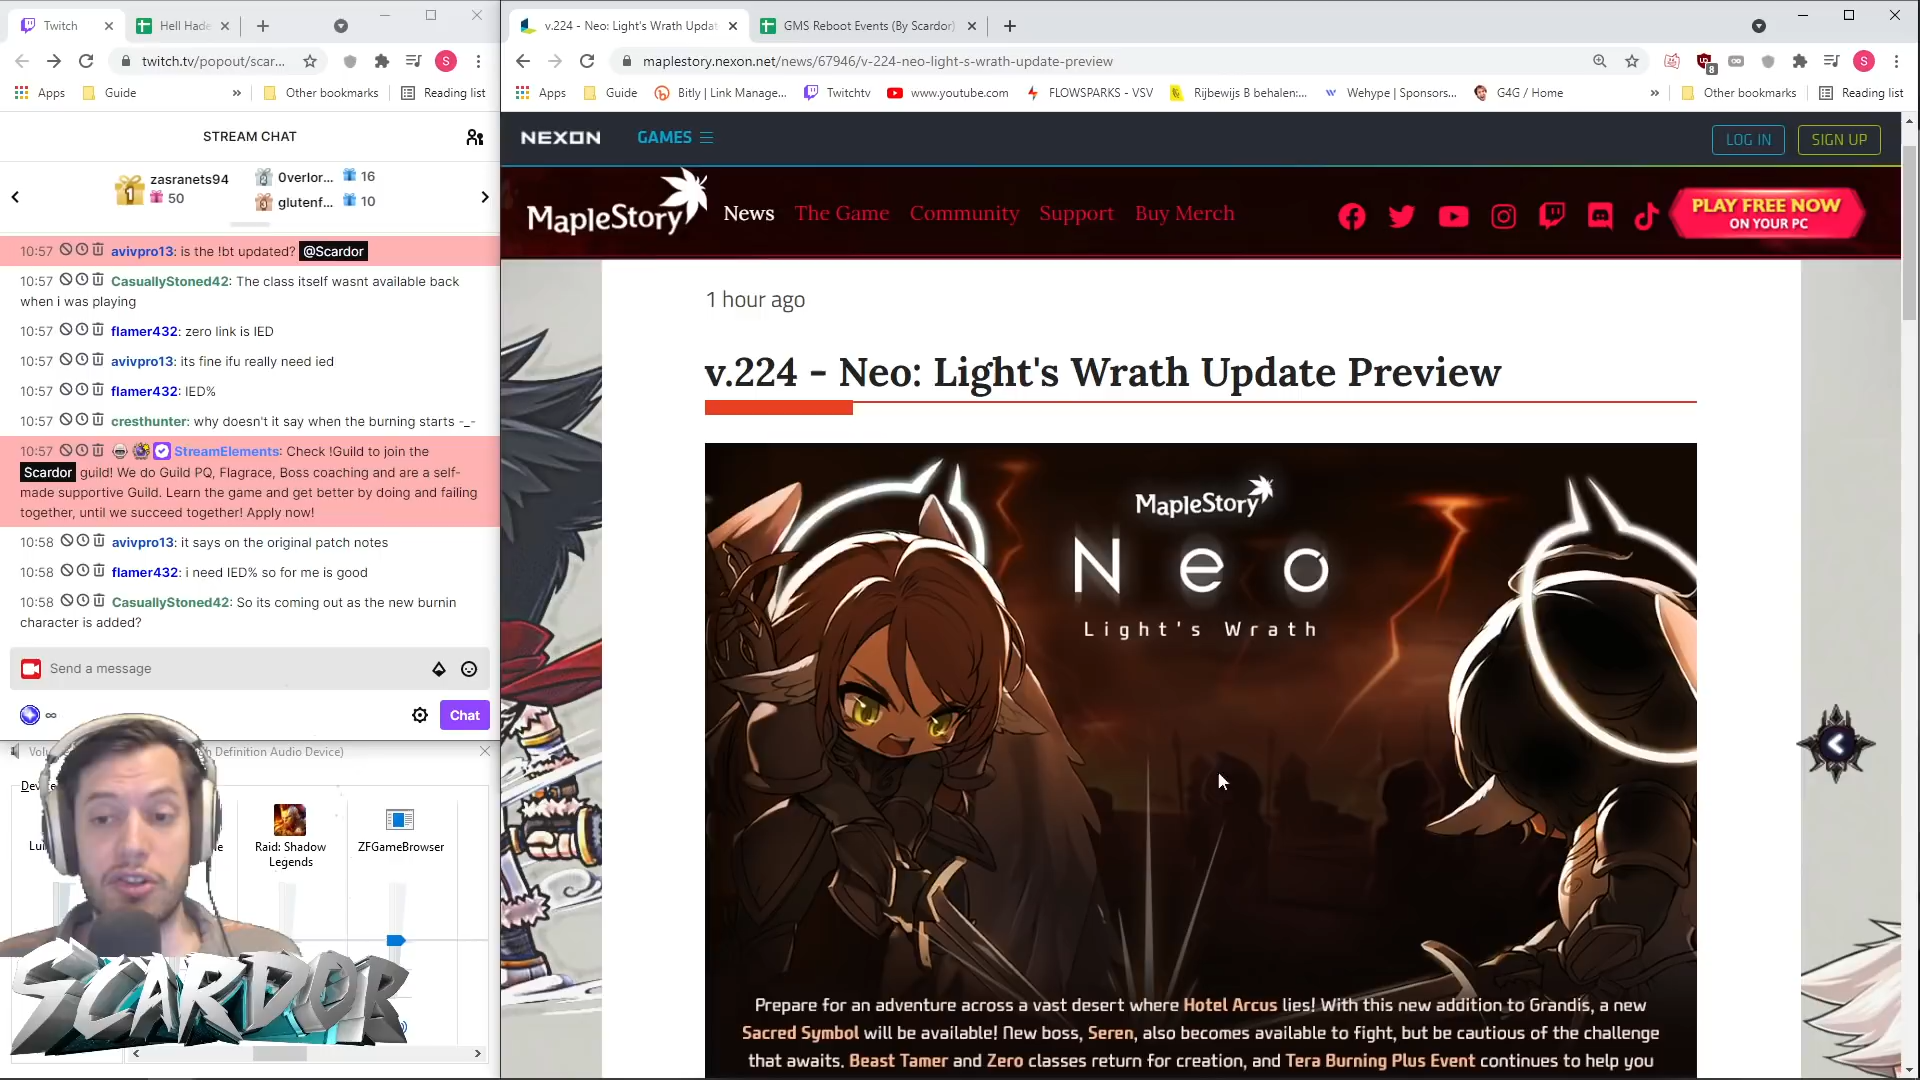 Twitch
Hell Hade
twitch.tv/popout/scar...
S
Apps
Guide
»
Other bookmarks
Reading list
STREAM CHAT
1
zasranets94
50
0verlor...
16
glutenf...
10
10:57 avivpro13: is the !bt updated? @Scardor
10:57 CasuallyStoned42: The class itself wasnt available back
when i was playing
10:57 flamer432: zero link is IED
10:57 avivpro13: its fine ifu really need ied
10:57 flamer432: IED%
10:57 cresthunter: why doesn't it say when the burning starts -_-
10:57 StreamElements: Check !Guild to join the
Scardor guild! We do Guild PQ, Flagrace, Boss coaching and are a self-
made supportive Guild. Learn the game and get better by doing and failing
together, until we succeed together! Apply now!
10:58 avivpro13: it says on the original patch notes
10:58 flamer432: i need IED% so for me is good
10:58 CasuallyStoned42: So its coming out as the new burnin
character is added?
Send a message
∞
Chat
Definition Audio Device)
Raid: Shadow
Legends
ZFGameBrowser
SCARDOR
v.224 - Neo: Light's Wrath Updat
GMS Reboot Events (By Scardor)
maplestory.nexon.net/news/67946/v-224-neo-light-s-wrath-update-preview
8
S
Apps
Guide
Bitly | Link Manage...
Twitchtv
www.youtube.com
FLOWSPARKS - VSV
Rijbewijs B behalen:...
Wehype | Sponsors...
G4G / Home
»
Other bookmarks
Reading list
NEXON
GAMES
LOG IN
SIGN UP
MapleStory
News
The Game
Community
Support
Buy Merch
PLAY FREE NOW
ON YOUR PC
1 hour ago
v.224 - Neo: Light's Wrath Update Preview
MapleStory
Neo
Light's Wrath
Prepare for an adventure across a vast desert where Hotel Arcus lies! With this new addition to Grandis, a new
Sacred Symbol will be available! New boss, Seren, also becomes available to fight, but be cautious of the challenge
that awaits. Beast Tamer and Zero classes return for creation, and Tera Burning Plus Event continues to help you